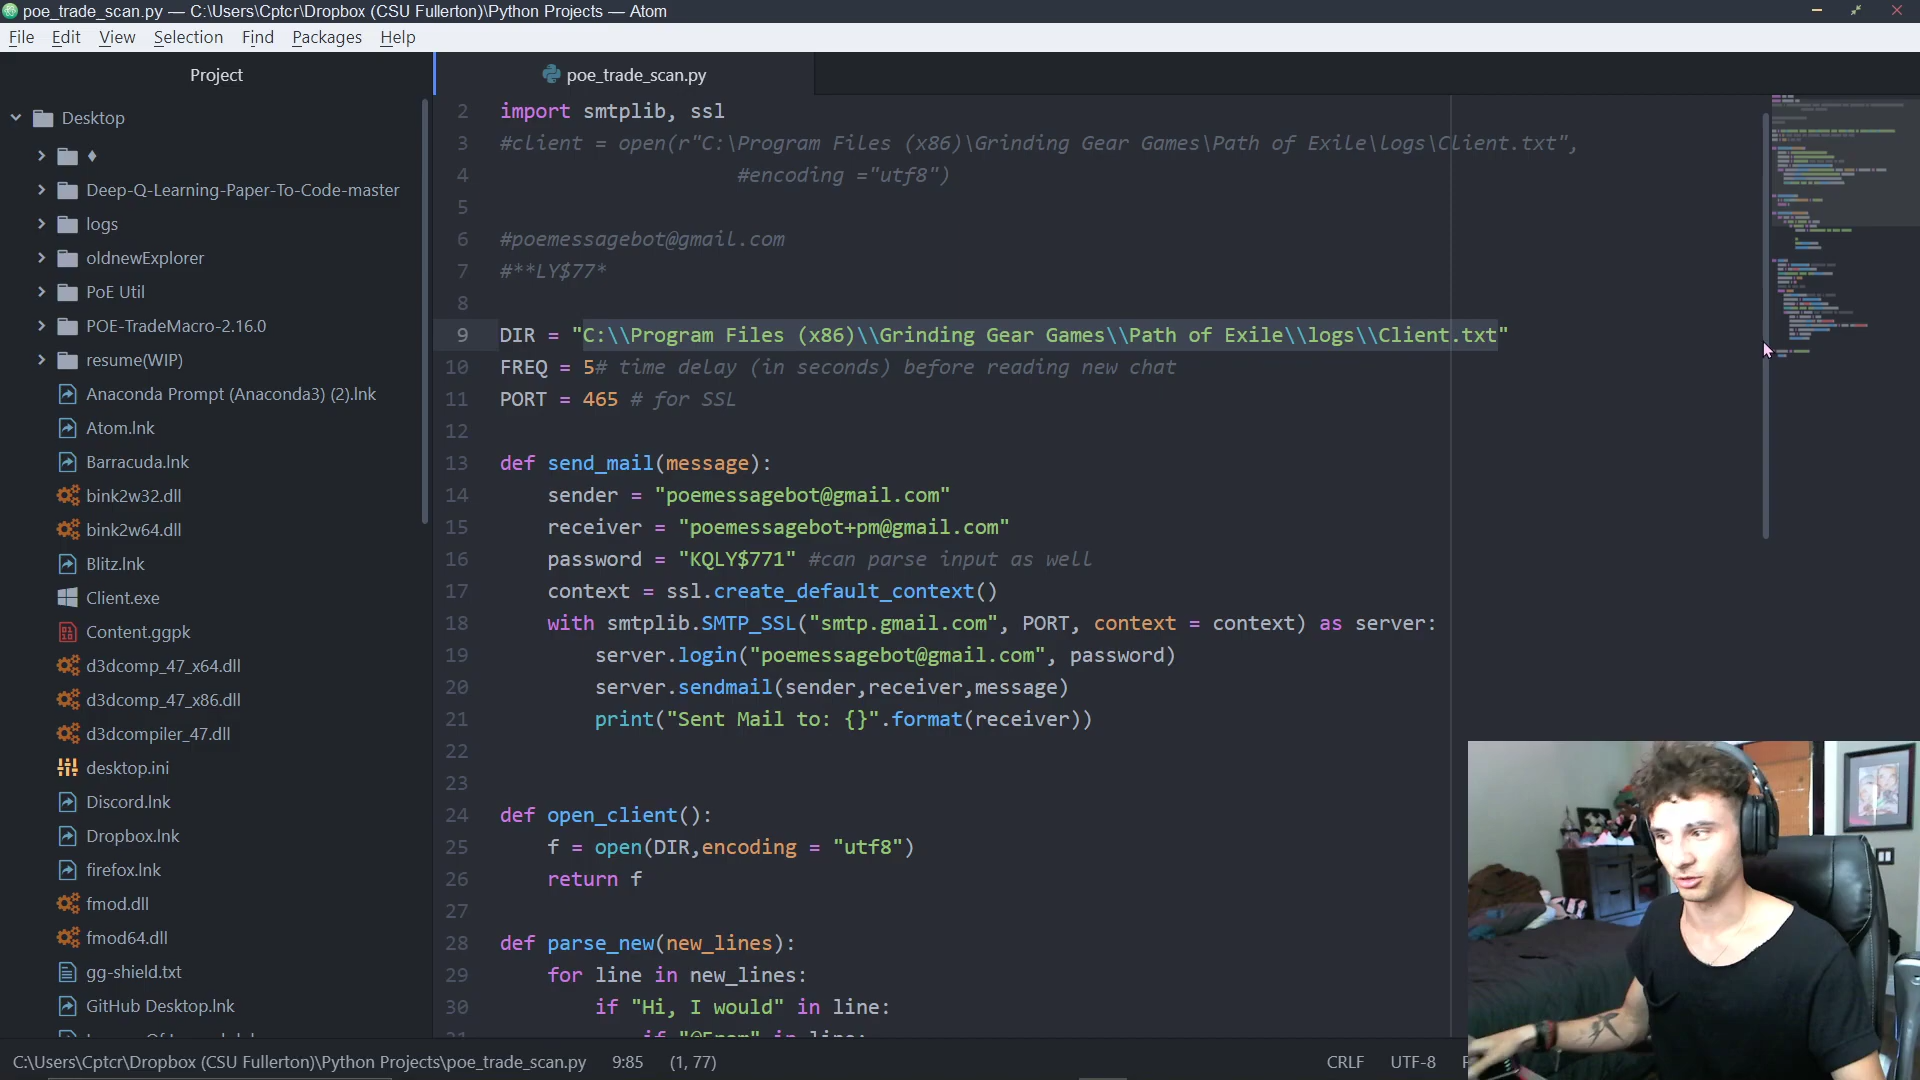 poe_trade_scan.py — C:\Users\Cptcr\Dropbox (CSU Fullerton)\Python Projects — Atom
File Edit View Selection Find Packages Help
Project
poe_trade_scan.py
Desktop
Deep-Q-Learning-Paper-To-Code-master
logs
oldnewExplorer
PoE Util
POE-TradeMacro-2.16.0
resume(WIP)
Anaconda Prompt (Anaconda3) (2).lnk
Atom.lnk
Barracuda.lnk
bink2w32.dll
bink2w64.dll
Blitz.lnk
Client.exe
Content.ggpk
d3dcomp_47_x64.dll
d3dcomp_47_x86.dll
d3dcompiler_47.dll
desktop.ini
Discord.lnk
Dropbox.lnk
firefox.lnk
fmod.dll
fmod64.dll
gg-shield.txt
GitHub Desktop.lnk
2 import smtplib, ssl
3 #client = open(r"C:\Program Files (x86)\Grinding Gear Games\Path of Exile\logs\Client.txt",
4 #encoding ="utf8")
5
6 #poemessagebot@gmail.com
7 #**LY$77*
8
9 DIR = "C:\\Program Files (x86)\\Grinding Gear Games\\Path of Exile\\logs\\Client.txt"
10 FREQ = 5# time delay (in seconds) before reading new chat
11 PORT = 465 # for SSL
12
13 def send_mail(message):
14 sender = "poemessagebot@gmail.com"
15 receiver = "poemessagebot+pm@gmail.com"
16 password = "KQLY$771" #can parse input as well
17 context = ssl.create_default_context()
18 with smtplib.SMTP_SSL("smtp.gmail.com", PORT, context = context) as server:
19 server.login("poemessagebot@gmail.com", password)
20 server.sendmail(sender,receiver,message)
21 print("Sent Mail to: {}".format(receiver))
22
23
24 def open_client():
25 f = open(DIR,encoding = "utf8")
26 return f
27
28 def parse_new(new_lines):
29 for line in new_lines:
30 if "Hi, I would" in line:
C:\Users\Cptcr\Dropbox (CSU Fullerton)\Python Projects\poe_trade_scan.py 9:85 (1, 77) CRLF UTF-8